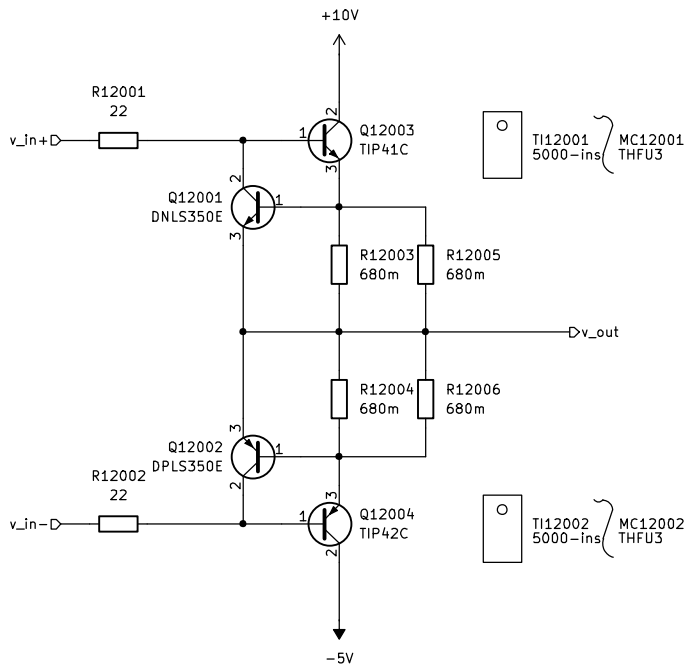 +10V
R12001
22
v_in+
1
2
3
Q12003
TIP41C
TI12001
5000-ins
MC12001
THFU3
2
Q12001
DNLS350E
1
3
R12003
680m
R12005
680m
v_out
R12004
680m
R12006
680m
3
Q12002
DPLS350E
1
2
R12002
22
v_in-
1
3
2
Q12004
TIP42C
TI12002
5000-ins
MC12002
THFU3
-5V